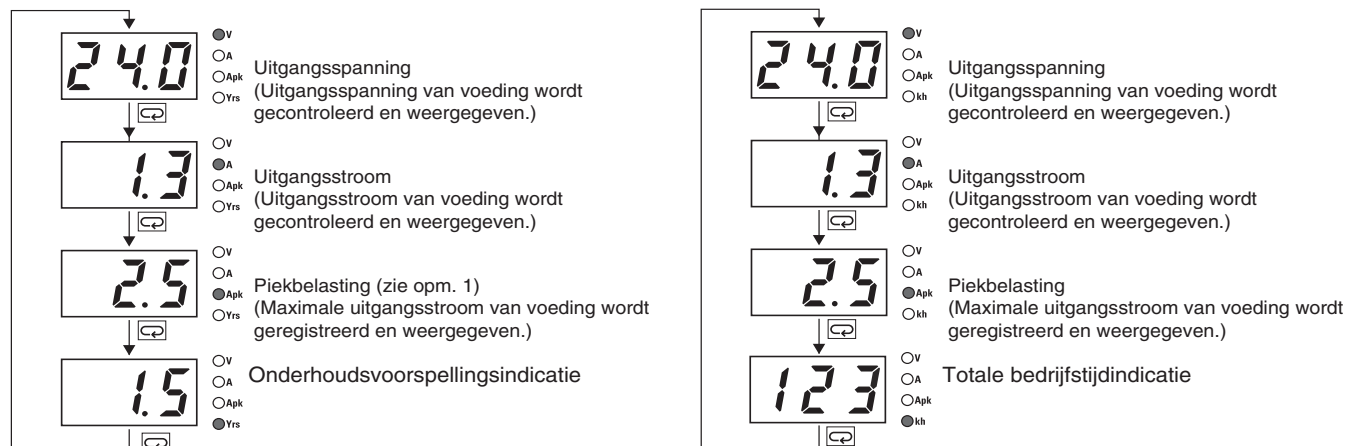 24.0
V
A
Apk
Yrs
Uitgangsspanning
(Uitgangsspanning van voeding wordt
gecontroleerd en weergegeven.)
1.3
V
A
Apk
Yrs
Uitgangsstroom
(Uitgangsstroom van voeding wordt
gecontroleerd en weergegeven.)
2.5
V
A
Apk
Yrs
Piekbelasting (zie opm. 1)
(Maximale uitgangsstroom van voeding wordt
geregistreerd en weergegeven.)
1.5
V
A
Apk
Yrs
Onderhoudsvoorspellingsindicatie
24.0
V
A
Apk
kh
Uitgangsspanning
(Uitgangsspanning van voeding wordt
gecontroleerd en weergegeven.)
1.3
V
A
Apk
kh
Uitgangsstroom
(Uitgangsstroom van voeding wordt
gecontroleerd en weergegeven.)
2.5
V
A
Apk
kh
Piekbelasting
(Maximale uitgangsstroom van voeding wordt
geregistreerd en weergegeven.)
123
V
A
Apk
kh
Totale bedrijfstijdindicatie